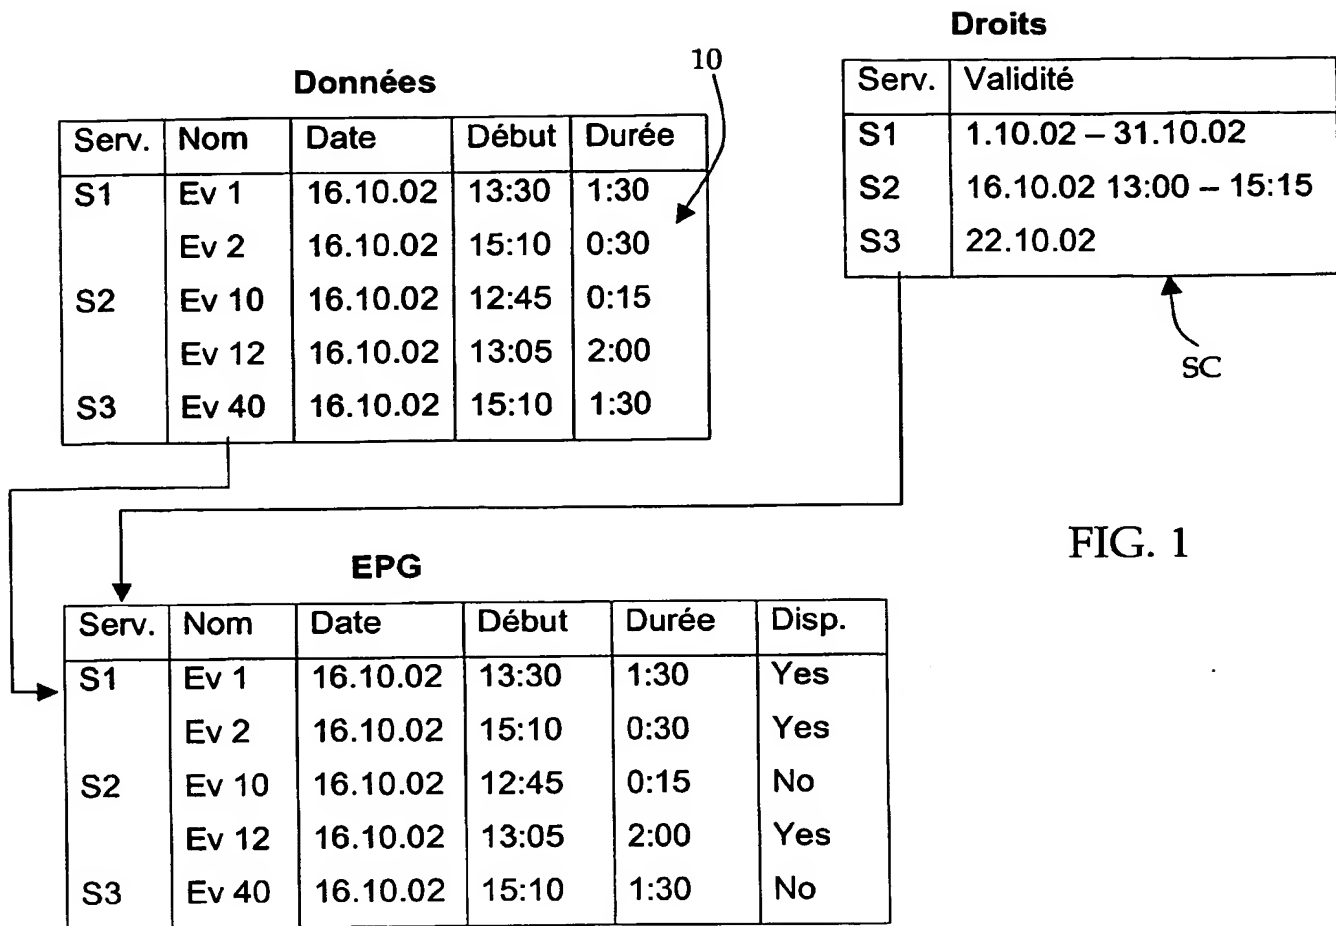 Droits
Serv. Validité
S1 1.10.02 – 31.10.02
S2 16.10.02 13:00 – 15:15
S3 22.10.02
SC
10
Données
Serv. Nom Date Début Durée
S1 Ev 1 16.10.02 13:30 1:30
Ev 2 16.10.02 15:10 0:30
S2 Ev 10 16.10.02 12:45 0:15
Ev 12 16.10.02 13:05 2:00
S3 Ev 40 16.10.02 15:10 1:30
FIG. 1
EPG
Serv. Nom Date Début Durée Disp.
S1 Ev 1 16.10.02 13:30 1:30 Yes
Ev 2 16.10.02 15:10 0:30 Yes
S2 Ev 10 16.10.02 12:45 0:15 No
Ev 12 16.10.02 13:05 2:00 Yes
S3 Ev 40 16.10.02 15:10 1:30 No